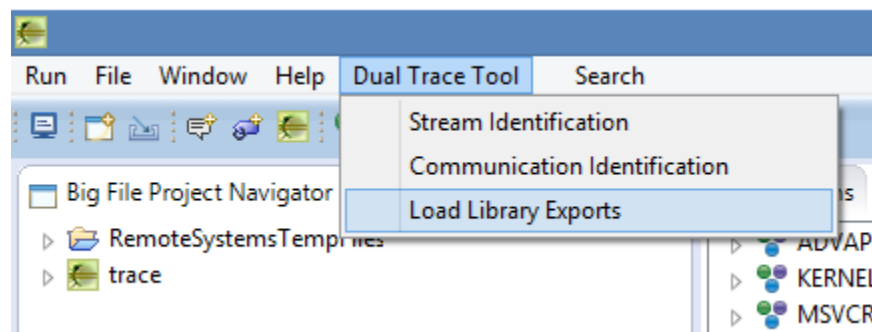 Run File Window Help Dual Trace Tool Search
Stream Identification
Communication Identification
Big File Project Navigator
Load Library Exports
RemoteSystemsTempFiles
trace
ADVAP
KERNEL
MSVCR